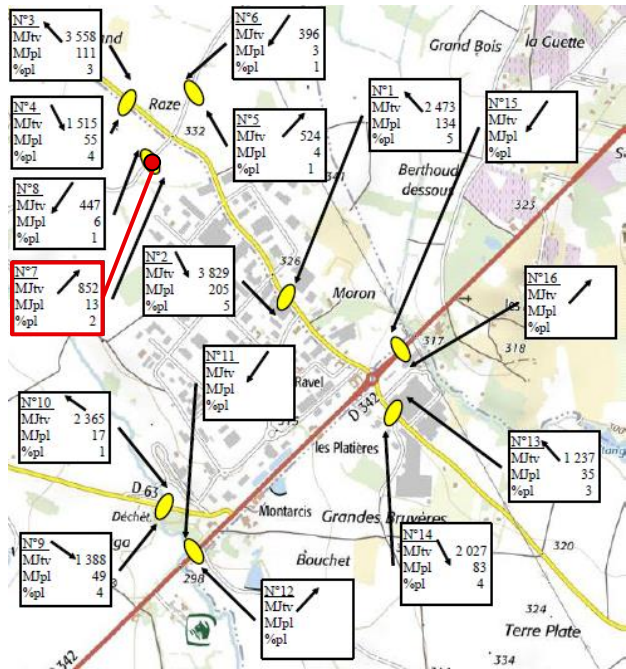 N°3
MJtv 3 558
MJpl 111
%pl 3
N°6
MJtv 396
MJpl 3
%pl 1
Grand Bois
la Guette
Raze
332
N°4
MJtv 1 515
MJpl 55
%pl 4
N°5
MJtv 524
MJpl 4
%pl 1
N°1
MJtv 2 473
MJpl 134
%pl 5
N°15
MJtv
MJpl
%pl
Berthoud
dessous
323
N°8
MJtv 447
MJpl 6
%pl 1
N°7
MJtv 852
MJpl 13
%pl 2
N°2
MJtv 3 829
MJpl 205
%pl 5
326
Moron
N°16
MJtv
MJpl
%pl
317
318
N°11
MJtv
MJpl
%pl
Ravel
D 342
N°10
MJtv 2 365
MJpl 17
%pl 1
les Platières
N°13
MJtv 1 237
MJpl 35
%pl 3
D 63
Déchèt.
Montarcis
Grandes Bruyères
N°9
MJtv 1 388
MJpl 49
%pl 4
298
Bouchet
N°14
MJtv 2 027
MJpl 83
%pl 4
320
N°12
MJtv
MJpl
%pl
324
Terre Plate
334
D 342